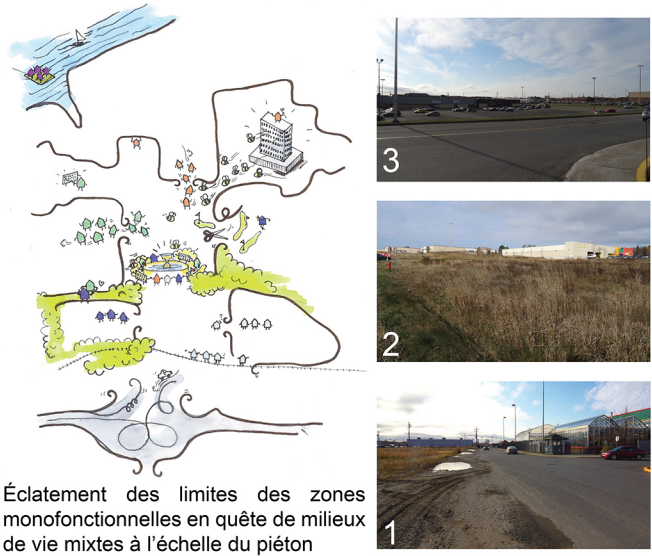 3
2
1
Éclatement des limites des zones
monofonctionnelles en quête de milieux
de vie mixtes à l'échelle du piéton